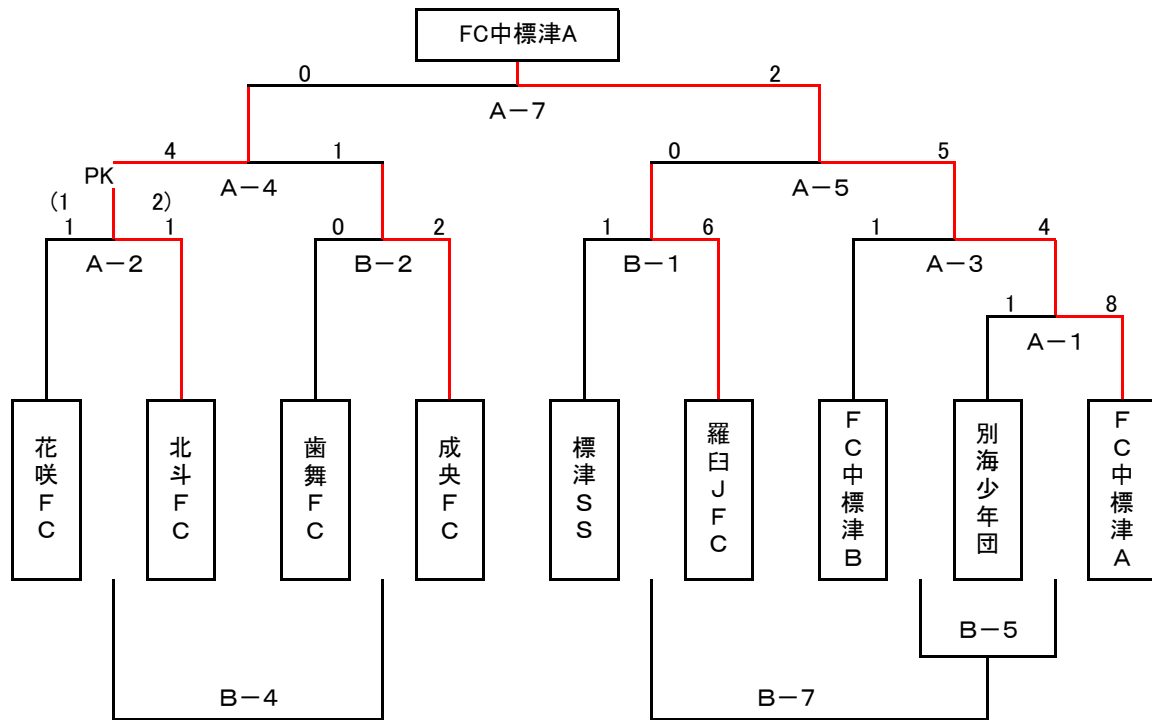 FC中標津A
0 2
A－7
4 1 0 5
PK
A－4 A－5
(1 2)
1 1 0 2 1 6 1 4
A－2 B－2 B－1 A－3
1 8
A－1
花咲FC
北斗FC
歯舞FC
成央FC
標津SS
羅臼JFC
FC中標津B
別海少年団
FC中標津A
B－5
B－4 B－7